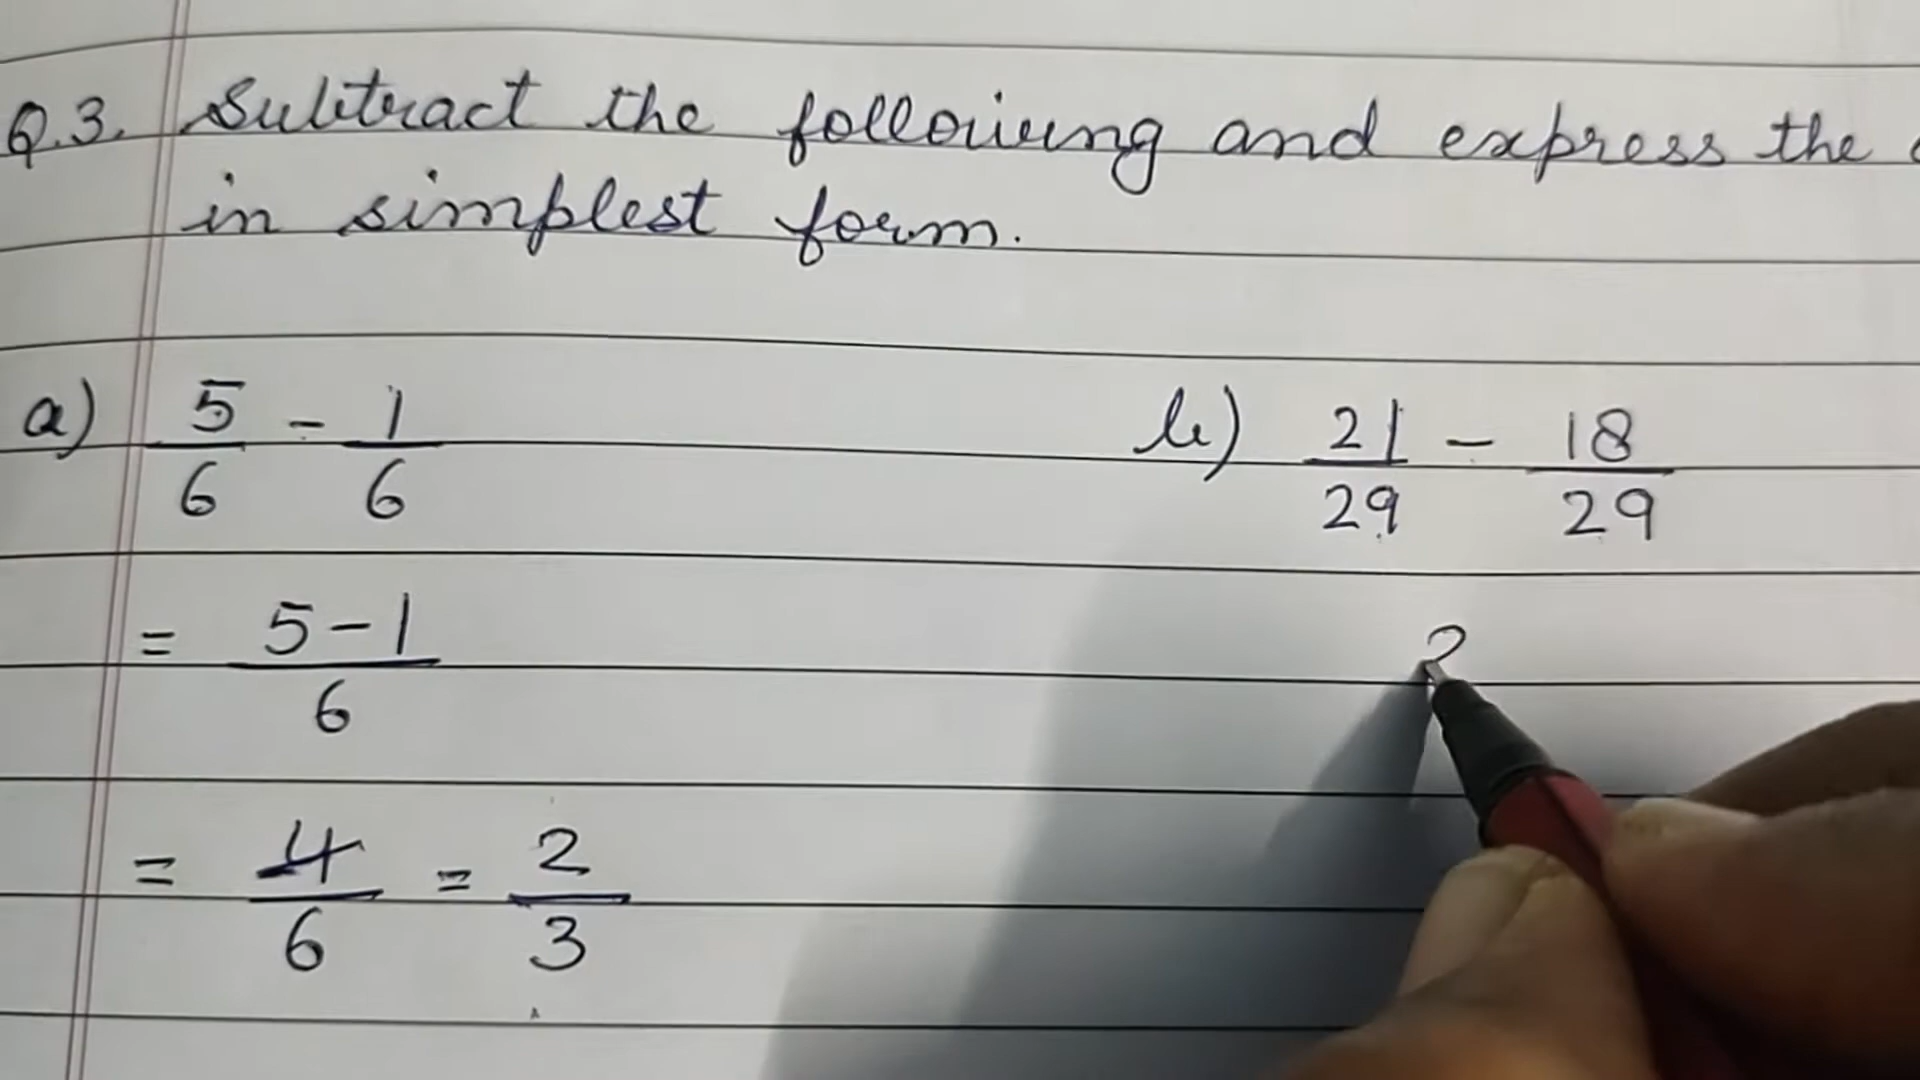 Q.3. Subtract the following and express the
in simplest form.
a) 5/6 - 1/6
b) 21/29 - 18/29
= 5-1/6
2
= 4/6 = 2/3